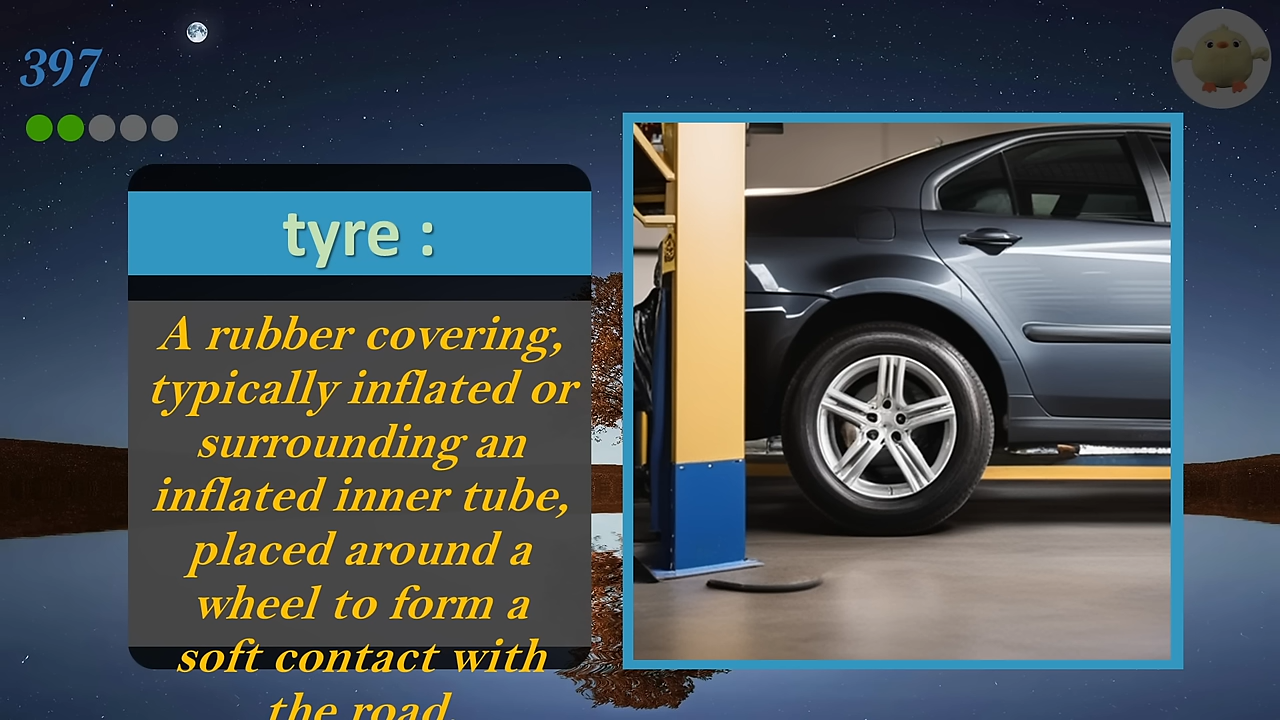 397
tyre :
A rubber covering,
typically inflated or
surrounding an
inflated inner tube,
placed around a
wheel to form a
soft contact with
the road.